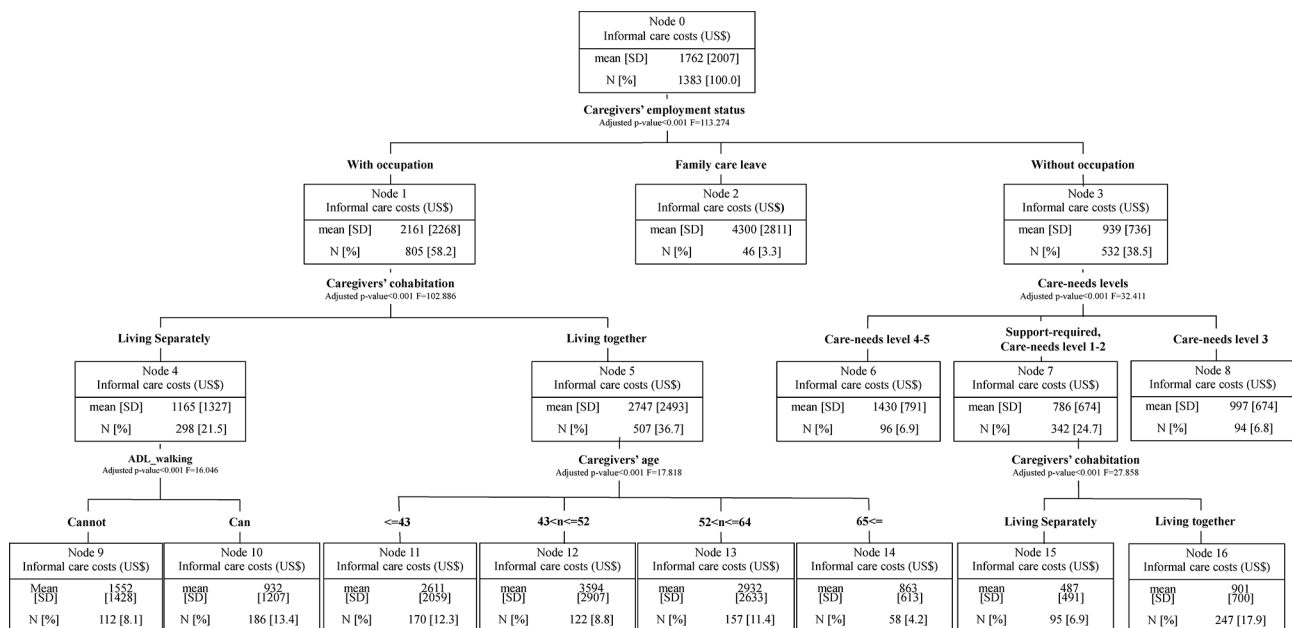 Node 0
Informal care costs (US$)
mean [SD] 1762 [2007]
N [%] 1383 [100.0]
Caregivers’ employment status
Adjusted p-value<0.001 F=113.274
With occupation
Node 1
Informal care costs (US$)
mean [SD] 2161 [2268]
N [%] 805 [58.2]
Family care leave
Node 2
Informal care costs (US$)
mean [SD] 4300 [2811]
N [%] 46 [3.3]
Without occupation
Node 3
Informal care costs (US$)
mean [SD] 939 [736]
N [%] 532 [38.5]
Caregivers’ cohabitation
Adjusted p-value<0.001 F=102.886
Care-needs levels
Adjusted p-value<0.001 F=32.411
Living Separately
Node 4
Informal care costs (US$)
mean [SD] 1165 [1327]
N [%] 298 [21.5]
Living together
Node 5
Informal care costs (US$)
mean [SD] 2747 [2493]
N [%] 507 [36.7]
Care-needs level 4-5
Node 6
Informal care costs (US$)
mean [SD] 1430 [791]
N [%] 96 [6.9]
Support-required,
Care-needs level 1-2
Node 7
Informal care costs (US$)
mean [SD] 786 [674]
N [%] 342 [24.7]
Care-needs level 3
Node 8
Informal care costs (US$)
mean [SD] 997 [674]
N [%] 94 [6.8]
ADL_walking
Adjusted p-value<0.001 F=16.046
Caregivers’ age
Adjusted p-value<0.001 F=17.818
Caregivers’ cohabitation
Adjusted p-value<0.001 F=27.858
Cannot
Node 9
Informal care costs (US$)
Mean 1552
[SD] [1428]
N [%] 112 [8.1]
Can
Node 10
Informal care costs (US$)
mean 932
[SD] [1207]
N [%] 186 [13.4]
<=43
Node 11
Informal care costs (US$)
mean 2611
[SD] [2059]
N [%] 170 [12.3]
43<n<=52
Node 12
Informal care costs (US$)
mean 3594
[SD] [2907]
N [%] 122 [8.8]
52<n<=64
Node 13
Informal care costs (US$)
mean 2932
[SD] [2633]
N [%] 157 [11.4]
65<=
Node 14
Informal care costs (US$)
mean 863
[SD] [613]
N [%] 58 [4.2]
Living Separately
Node 15
Informal care costs (US$)
mean 487
[SD] [491]
N [%] 95 [6.9]
Living together
Node 16
Informal care costs (US$)
mean 901
[SD] [700]
N [%] 247 [17.9]